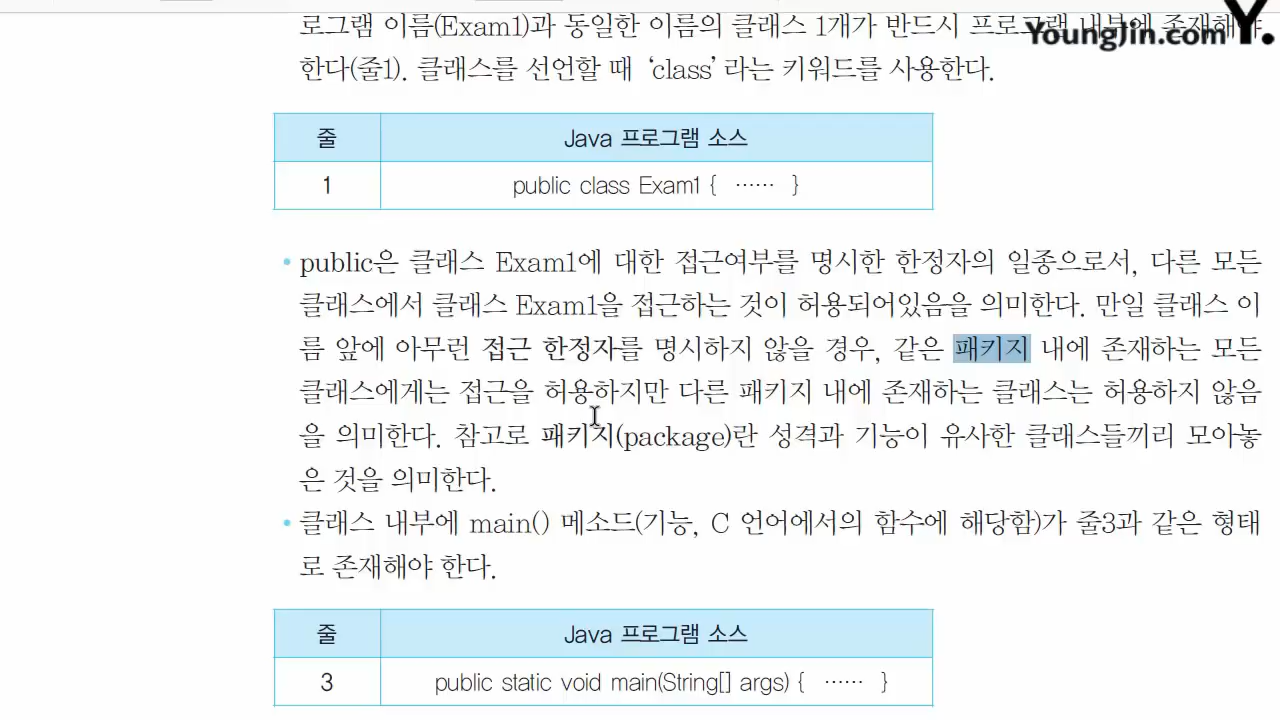 로그램 이름(Exam1)과 동일한 이름의 클래스 1개가 반드시 프로그램 내부에 존재해야
YoungJin.com Y.
한다(줄1). 클래스를 선언할 때 ‘class’라는 키워드를 사용한다.
줄 Java 프로그램 소스
1 public class Exam1 { ⋯⋯ }
• public은 클래스 Exam1에 대한 접근여부를 명시한 한정자의 일종으로서, 다른 모든
클래스에서 클래스 Exam1을 접근하는 것이 허용되어있음을 의미한다. 만일 클래스 이
름 앞에 아무런 접근 한정자를 명시하지 않을 경우, 같은 패키지 내에 존재하는 모든
클래스에게는 접근을 허용하지만 다른 패키지 내에 존재하는 클래스는 허용하지 않음
을 의미한다. 참고로 패키지(package)란 성격과 기능이 유사한 클래스들끼리 모아놓
은 것을 의미한다.
• 클래스 내부에 main() 메소드(기능, C 언어에서의 함수에 해당함)가 줄3과 같은 형태
로 존재해야 한다.
줄 Java 프로그램 소스
3 public static void main(String[] args) { ⋯⋯ }